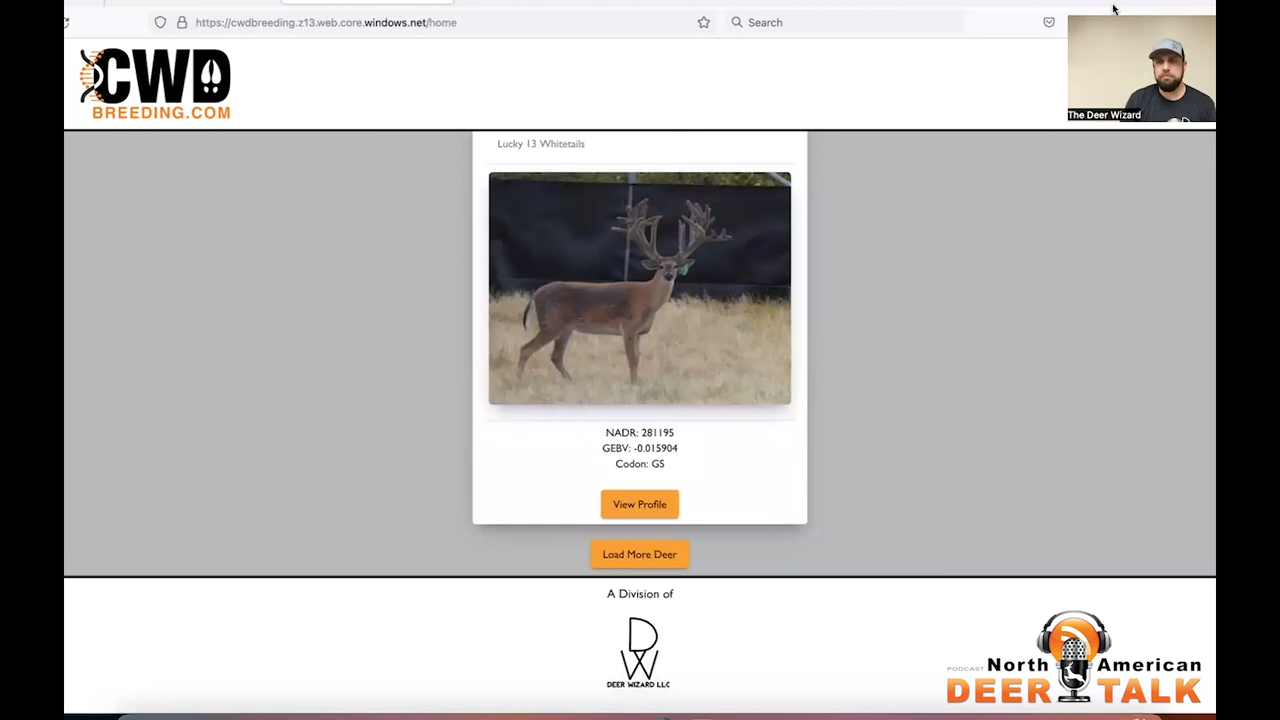 https://cwdbreeding.z13.web.core.windows.net/home
Search
CWD
BREEDING.COM
The Deer Wizard
Lucky 13 Whitetails
NADR: 281195
GEBV: -0.015904
Codon: GS
View Profile
Load More Deer
A Division of
DW
DEER WIZARD LLC
PODCAST North American
DEER TALK